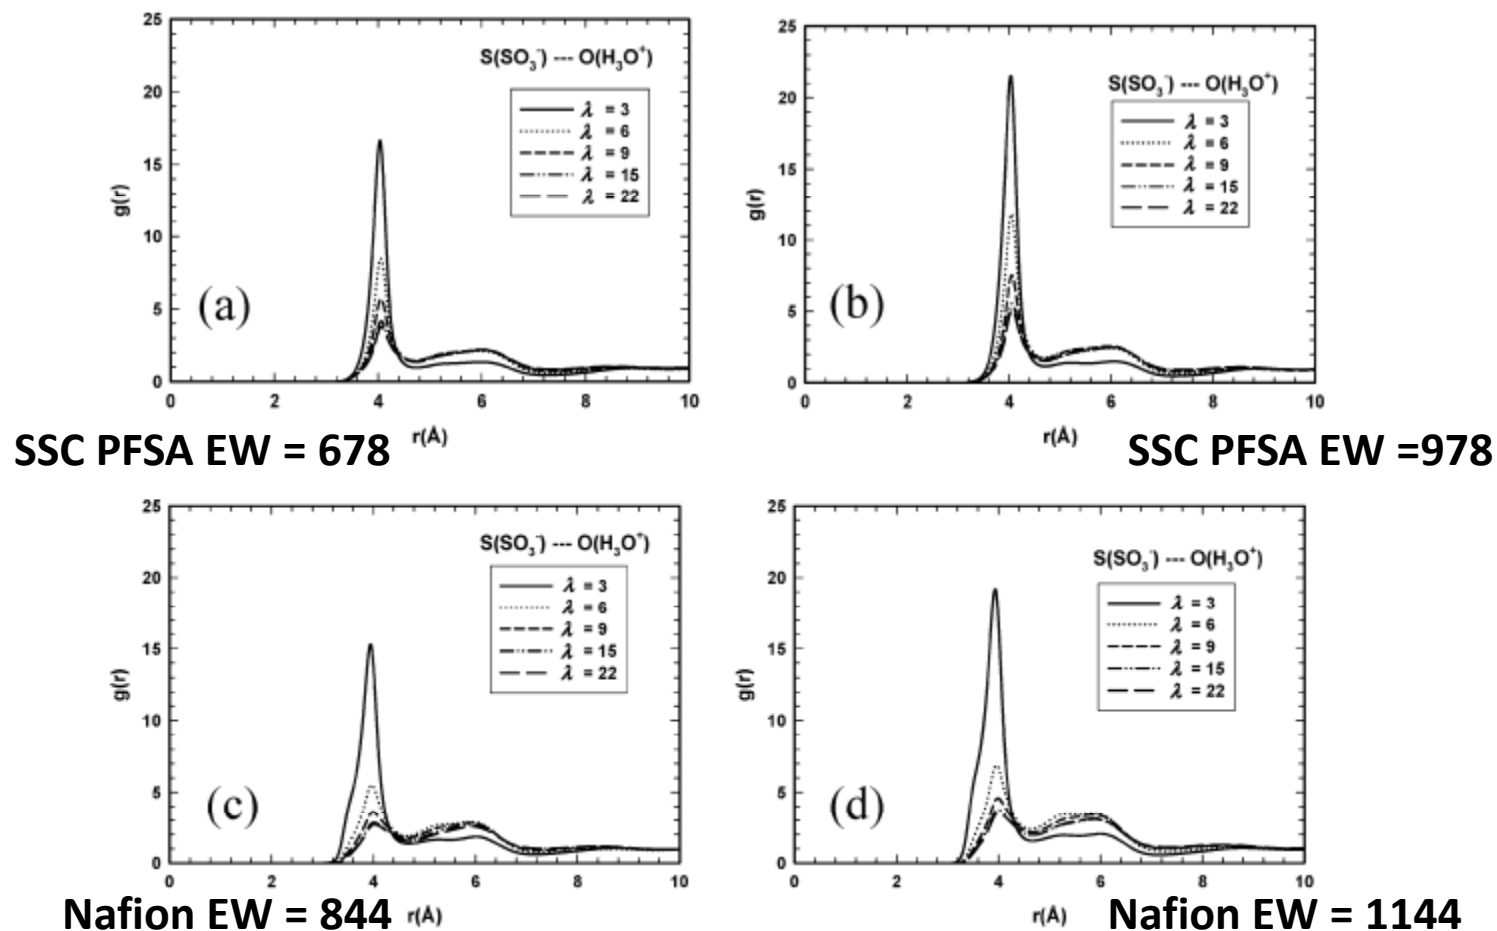 25
20
15
10
5
0
g(r)
S(SO₃⁻) --- O(H₃O⁺)
λ = 3
λ = 6
λ = 9
λ = 15
λ = 22
(a)
0 2 4 6 8 10
r(Å)
SSC PFSA EW = 678
25
20
15
10
5
0
g(r)
S(SO₃⁻) --- O(H₃O⁺)
λ = 3
λ = 6
λ = 9
λ = 15
λ = 22
(b)
0 2 4 6 8 10
r(Å)
SSC PFSA EW =978
25
20
15
10
5
0
g(r)
S(SO₃⁻) --- O(H₃O⁺)
λ = 3
λ = 6
λ = 9
λ = 15
λ = 22
(c)
0 2 4 6 8 10
r(Å)
Nafion EW = 844
25
20
15
10
5
0
g(r)
S(SO₃⁻) --- O(H₃O⁺)
λ = 3
λ = 6
λ = 9
λ = 15
λ = 22
(d)
0 2 4 6 8 10
r(Å)
Nafion EW = 1144